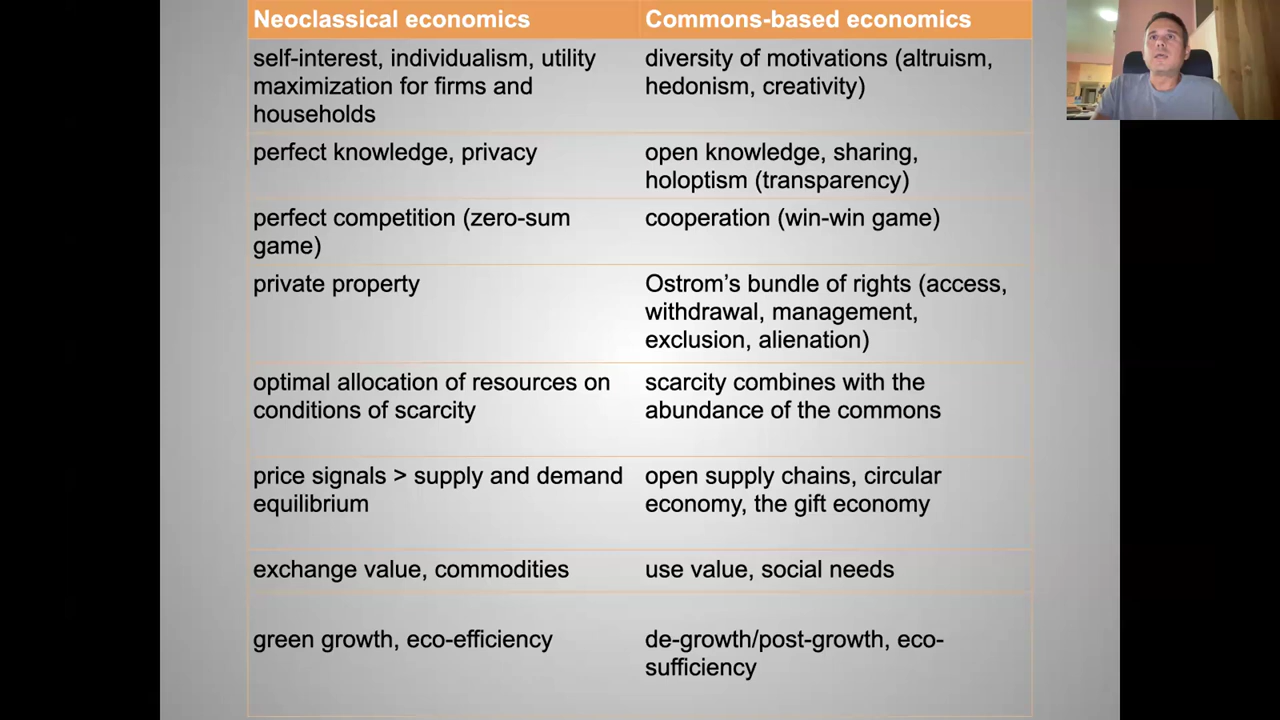 Neoclassical economics
Commons-based economics
self-interest, individualism, utility
maximization for firms and
households
diversity of motivations (altruism,
hedonism, creativity)
perfect knowledge, privacy
open knowledge, sharing,
holoptism (transparency)
perfect competition (zero-sum
game)
cooperation (win-win game)
private property
Ostrom’s bundle of rights (access,
withdrawal, management,
exclusion, alienation)
optimal allocation of resources on
conditions of scarcity
scarcity combines with the
abundance of the commons
price signals > supply and demand
equilibrium
open supply chains, circular
economy, the gift economy
exchange value, commodities
use value, social needs
green growth, eco-efficiency
de-growth/post-growth, eco-
sufficiency